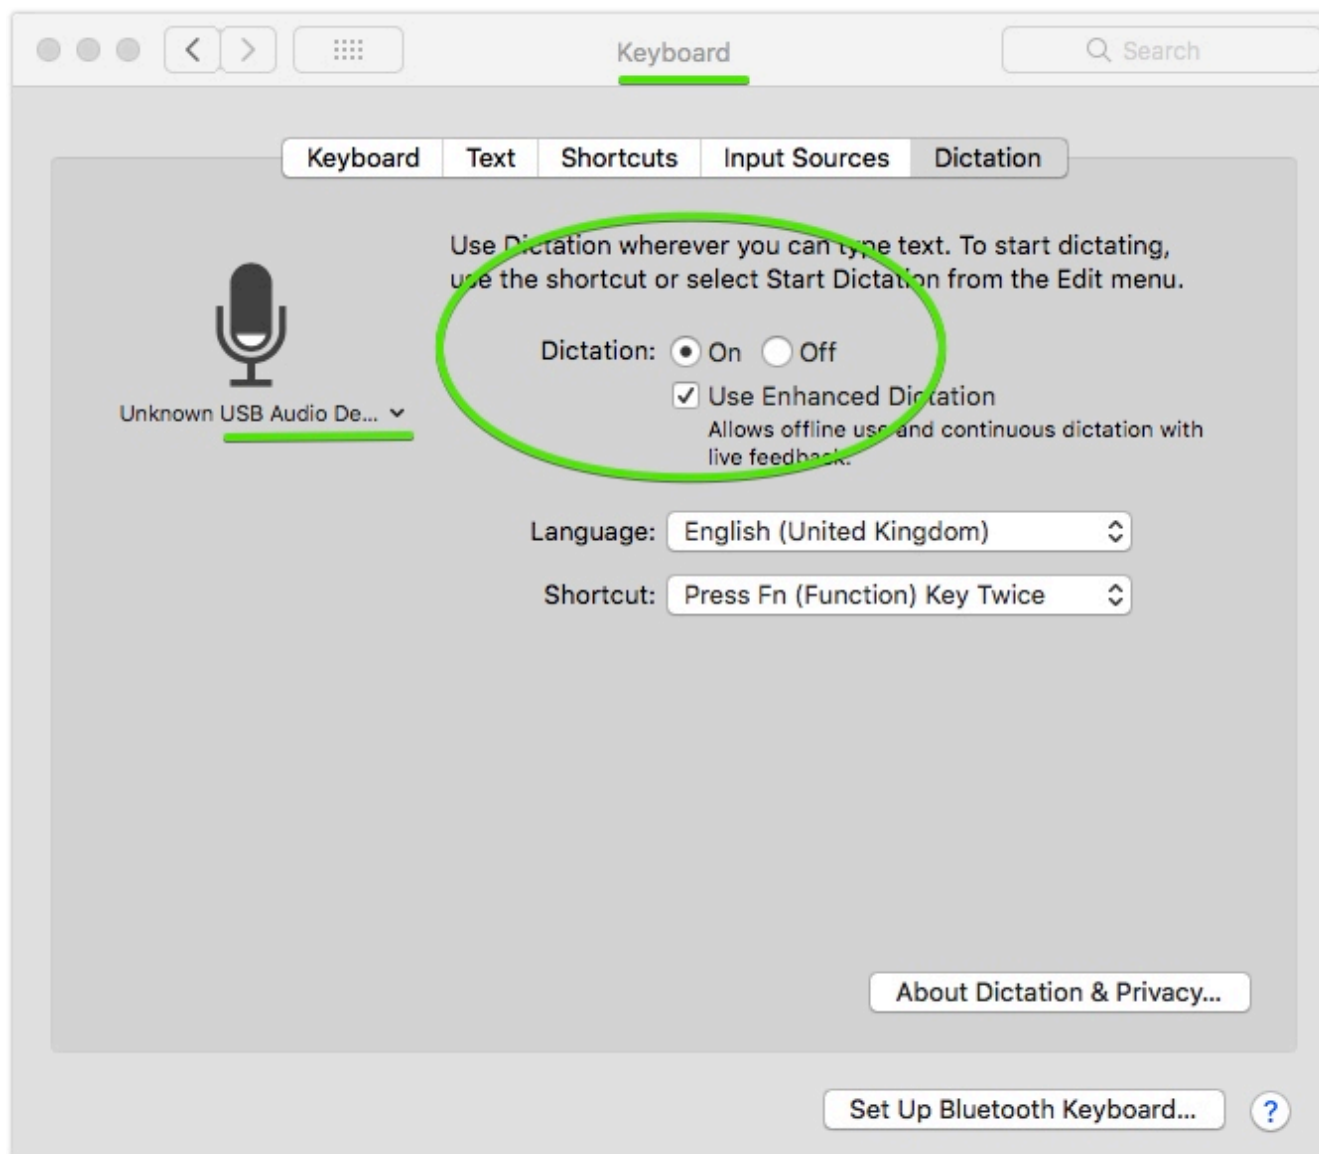 Keyboard
Search
Keyboard Text Shortcuts Input Sources Dictation
Use Dictation wherever you can type text. To start dictating,
use the shortcut or select Start Dictation from the Edit menu.
Dictation: On Off
Use Enhanced Dictation
Allows offline use and continuous dictation with
live feedback.
Unknown USB Audio De...
Language: English (United Kingdom)
Shortcut: Press Fn (Function) Key Twice
About Dictation & Privacy...
Set Up Bluetooth Keyboard... ?